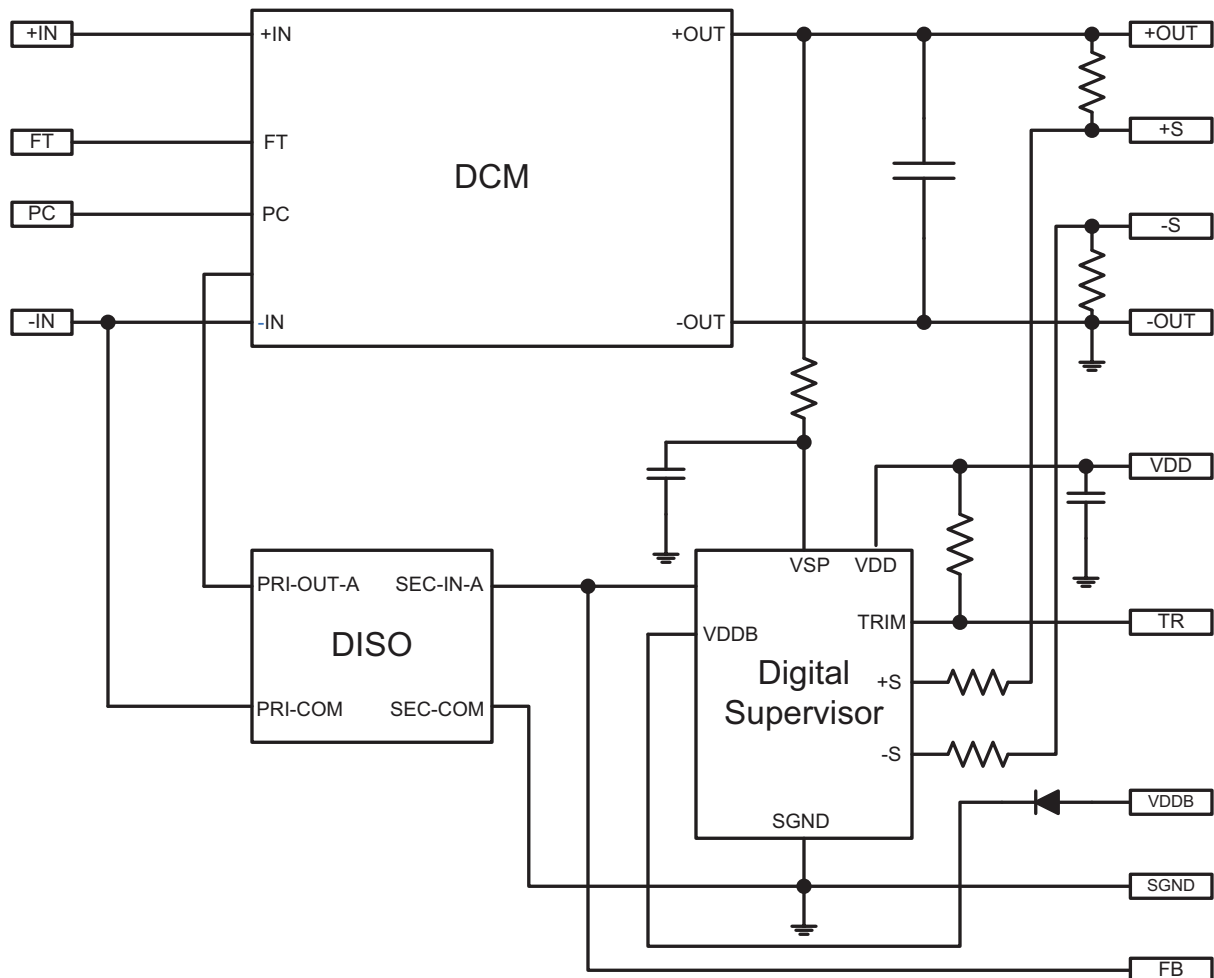 +IN
+IN
+OUT
+OUT
FT
FT
+S
DCM
PC
PC
-S
-IN
-IN
-OUT
-OUT
VDD
VSP
VDD
PRI-OUT-A
SEC-IN-A
TRIM
TR
VDDB
DISO
Digital
Supervisor
+S
PRI-COM
SEC-COM
-S
VDDB
SGND
SGND
FB